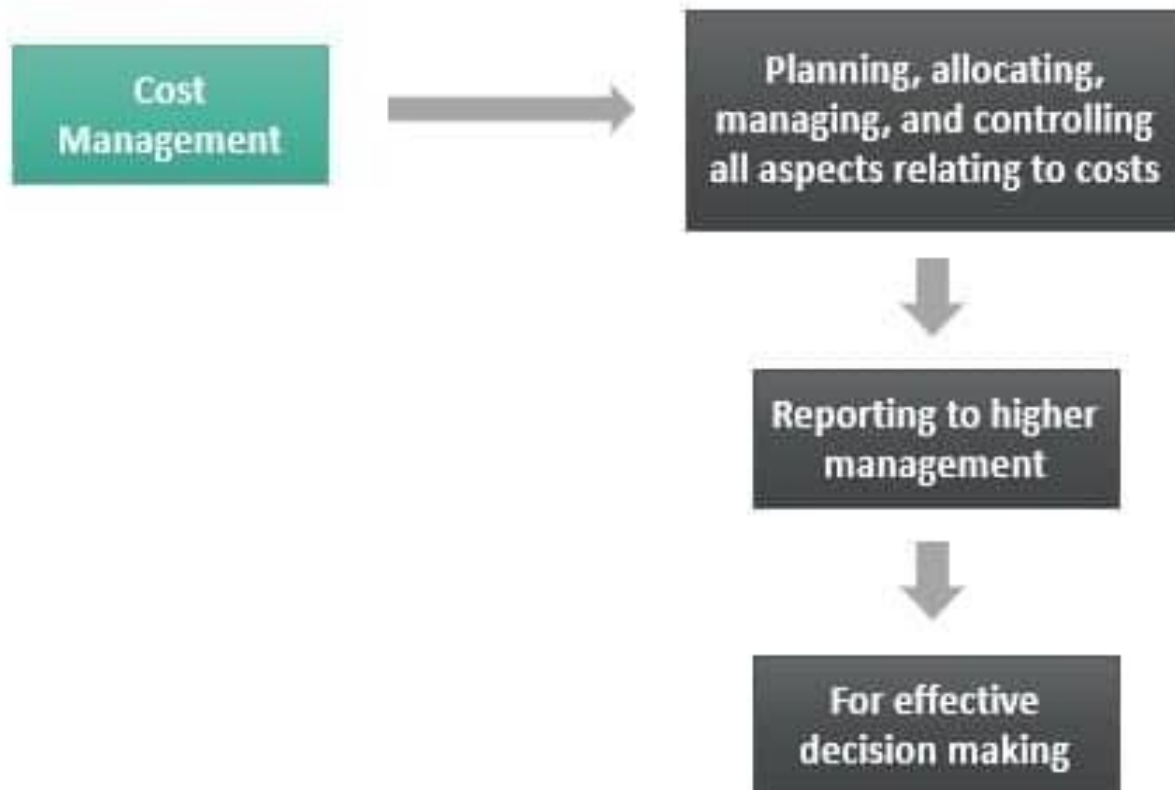 Cost
Management
Planning, allocating,
managing, and controlling
all aspects relating to costs
Reporting to higher
management
For effective
decision making